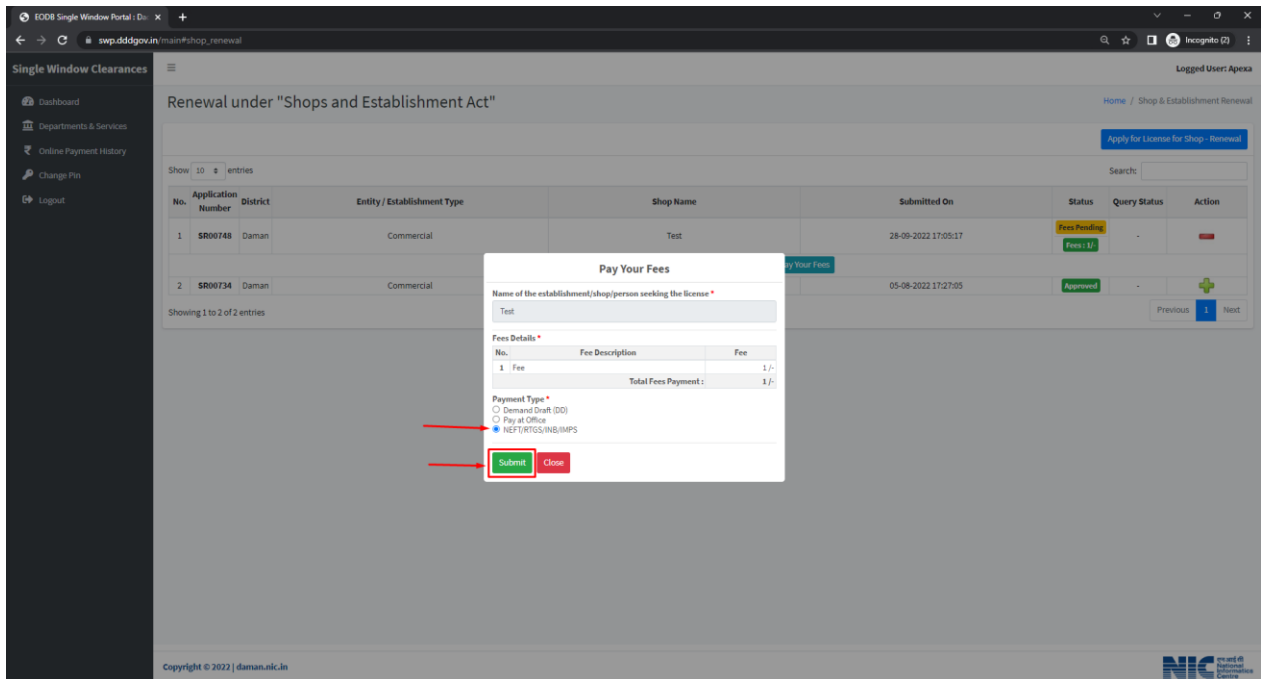 EODB Single Window Portal : Da
swp.dddgov.in/main#shop_renewal
Incognito (2)
Single Window Clearances
Logged User: Apexa
Dashboard
Departments & Services
Online Payment History
Change Pin
Logout
Renewal under "Shops and Establishment Act"
Home / Shop & Establishment Renewal
Apply for License for Shop - Renewal
Show 10 entries
Search:
No. Application Number District Entity / Establishment Type Shop Name Submitted On Status Query Status Action
1 SR00748 Daman Commercial Test 28-09-2022 17:05:17 Fees Pending -
Fees : 1/-
ay Your Fees
2 SR00734 Daman Commercial 05-08-2022 17:27:05 Approved -
Showing 1 to 2 of 2 entries
Previous 1 Next
Pay Your Fees
Name of the establishment/shop/person seeking the license *
Test
Fees Details *
No. Fee Description Fee
1 Fee 1 /-
Total Fees Payment : 1 /-
Payment Type *
Demand Draft (DD)
Pay at Office
NEFT/RTGS/INB/IMPS
Submit Close
Copyright © 2022 | daman.nic.in
NIC एन आई सी
National
Informatics
Centre